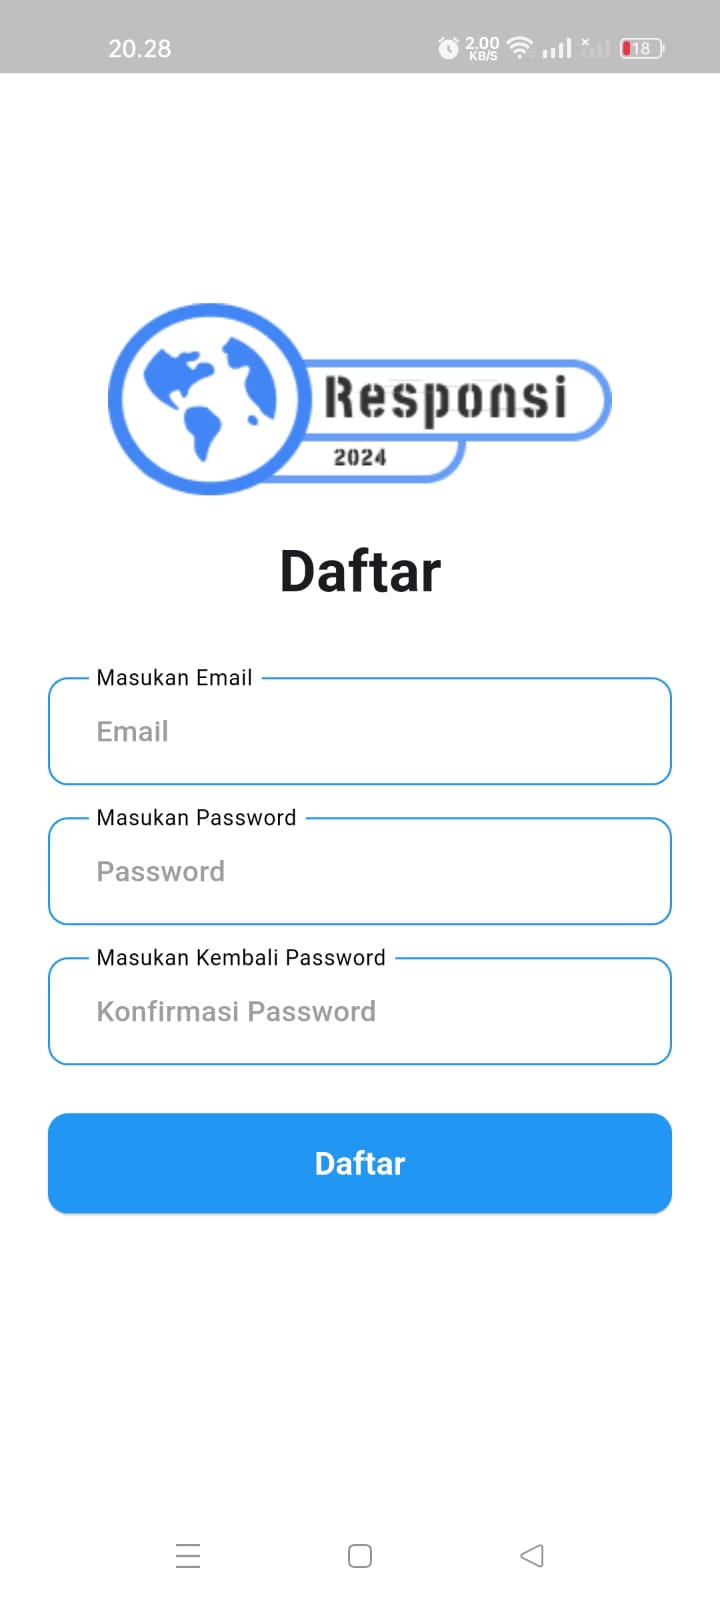 20.28
2.00
KB/S
18
Responsi
2024
Daftar
Masukan Email
Email
Masukan Password
Password
Masukan Kembali Password
Konfirmasi Password
Daftar